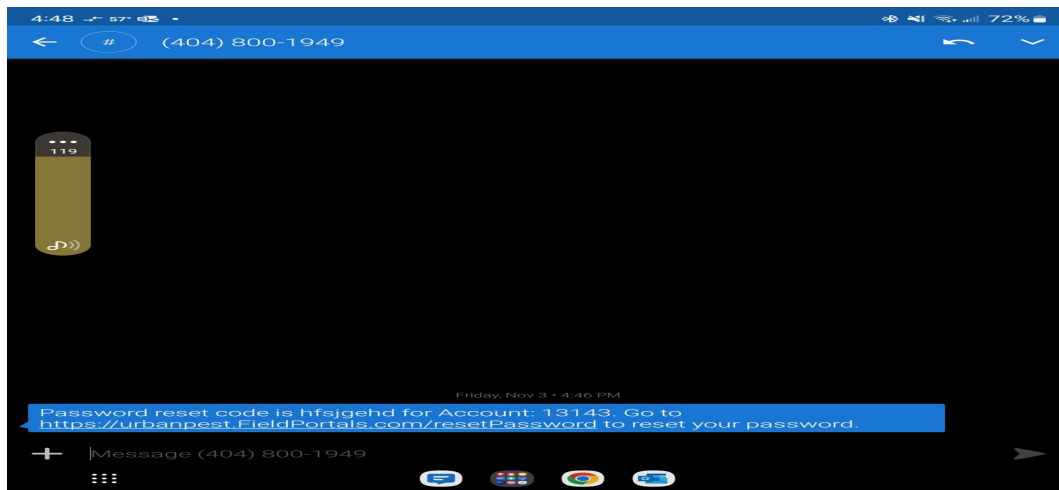 4:48 57°
72%
# (404) 800-1949
119
Friday, Nov 3 • 4:46 PM
Password reset code is hfsjgehd for Account: 13143. Go to
https://urbanpest.FieldPortals.com/resetPassword to reset your password.
Message (404) 800-1949